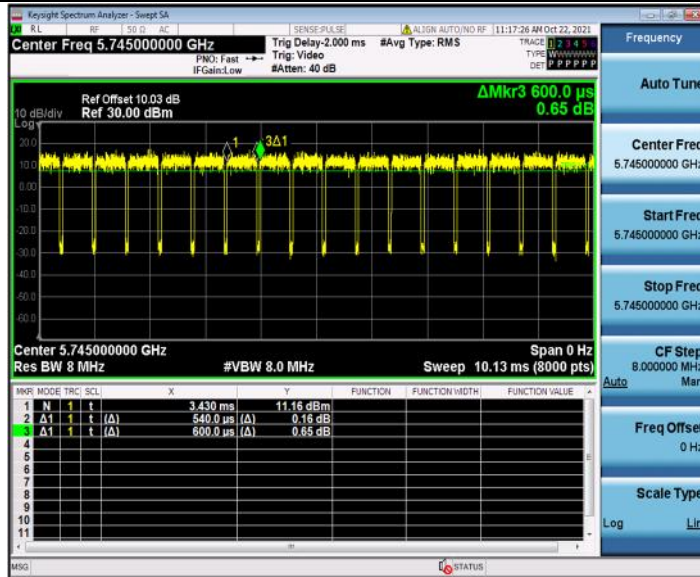 Keysight Spectrum Analyzer - Swept SA
RL RF 50 Ω AC SENSE:PULSE ALIGN AUTO/NO RF 11:17:26 AM Oct 22, 2021
Center Freq 5.745000000 GHz
PNO: Fast
IFGain:Low
Trig Delay-2.000 ms
Trig: Video
#Atten: 40 dB
#Avg Type: RMS
TRACE 1 2 3 4 5 6
TYPE
DET P P P P P P
Frequency
Auto Tune
Center Freq
5.745000000 GHz
Start Freq
5.745000000 GHz
Stop Freq
5.745000000 GHz
CF Step
8.000000 MHz
Auto Man
Freq Offset
0 Hz
Scale Type
Log Lin
10 dB/div
Log
Ref Offset 10.03 dB
Ref 30.00 dBm
ΔMkr3 600.0 µs
0.65 dB
20.0
10.0
0.00
-10.0
-20.0
-30.0
-40.0
-50.0
-60.0
1
3Δ1
Center 5.745000000 GHz
Span 0 Hz
Res BW 8 MHz
#VBW 8.0 MHz
Sweep 10.13 ms (8000 pts)
MKR MODE TRC SCL X Y FUNCTION FUNCTION WIDTH FUNCTION VALUE
1 N 1 t 3.430 ms 11.16 dBm
2 Δ1 1 t (Δ) 540.0 µs (Δ) 0.16 dB
3 Δ1 1 t (Δ) 600.0 µs (Δ) 0.65 dB
4
5
6
7
8
9
10
11
MSG
STATUS